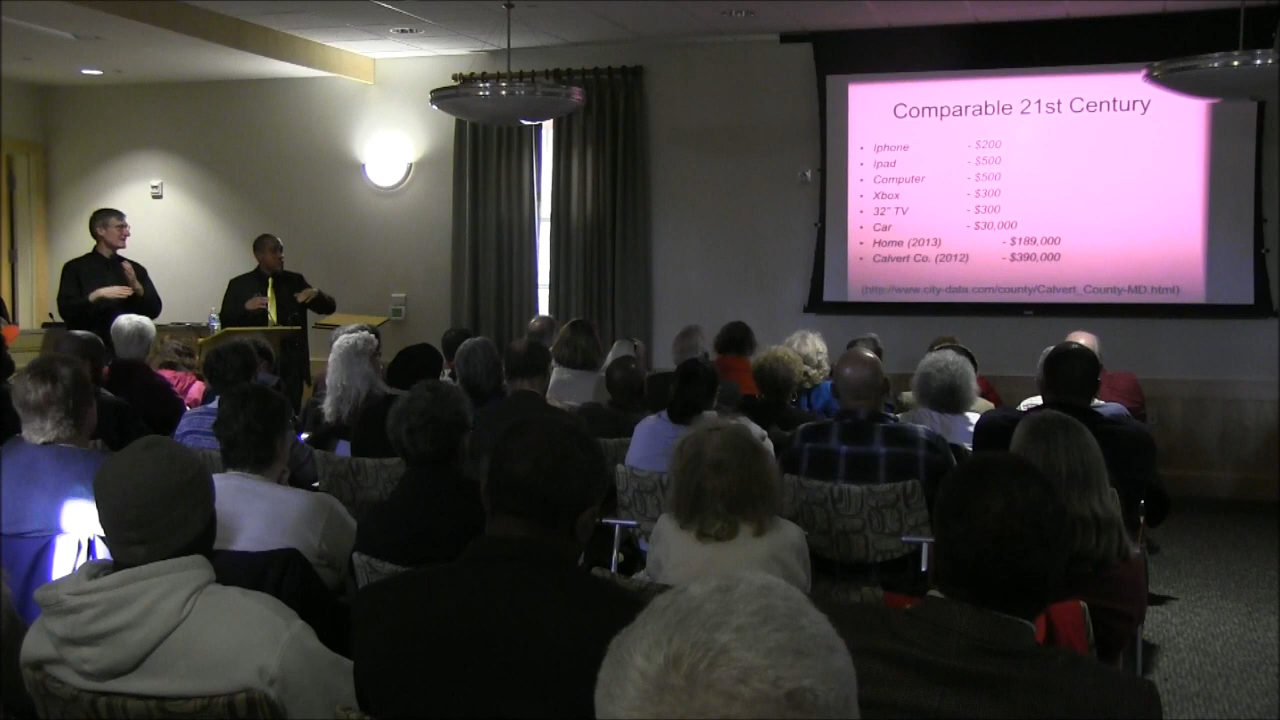 Comparable 21st Century
• Iphone - $200
• Ipad - $500
• Computer - $500
• Xbox - $300
• 32" TV - $300
• Car - $30,000
• Home (2013) - $189,000
• Calvert Co. (2012) - $390,000
(http://www.city-data.com/county/Calvert_County-MD.html)